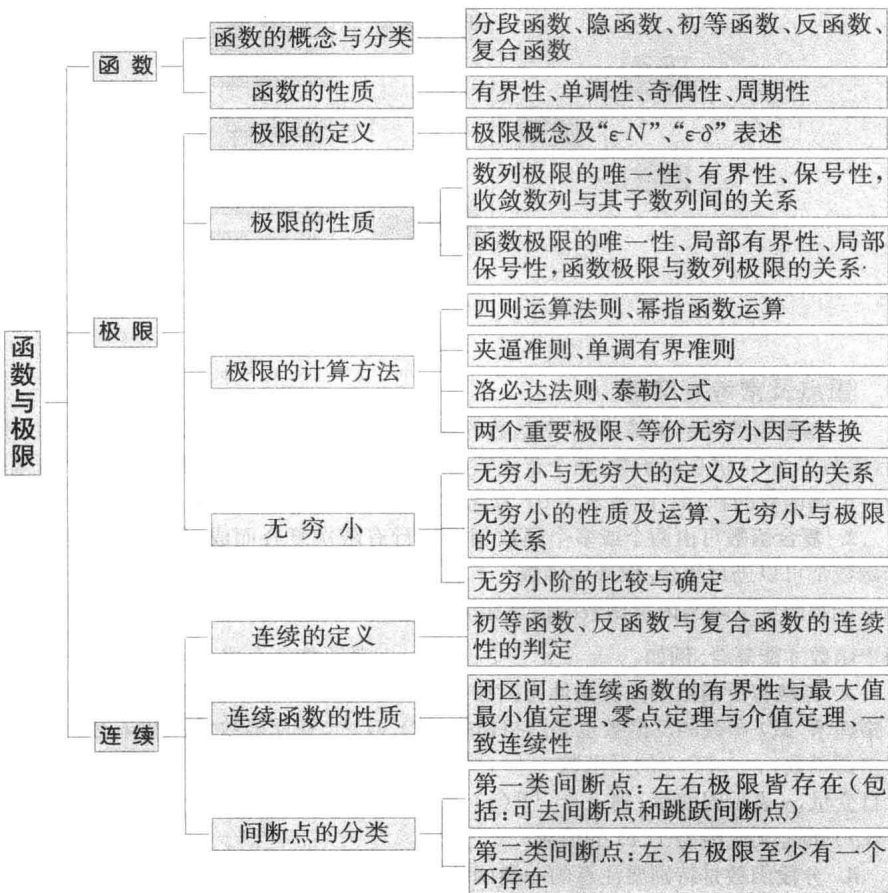 函数与极限
函数
函数的概念与分类
分段函数、隐函数、初等函数、反函数、
复合函数
函数的性质
有界性、单调性、奇偶性、周期性
极限
极限的定义
极限概念及“ε-N”、“ε-δ”表述
极限的性质
数列极限的唯一性、有界性、保号性,
收敛数列与其子数列间的关系
函数极限的唯一性、局部有界性、局部
保号性,函数极限与数列极限的关系
极限的计算方法
四则运算法则、幂指函数运算
夹逼准则、单调有界准则
洛必达法则、泰勒公式
两个重要极限、等价无穷小因子替换
无穷小
无穷小与无穷大的定义及之间的关系
无穷小的性质及运算、无穷小与极限
的关系
无穷小阶的比较与确定
连续
连续的定义
初等函数、反函数与复合函数的连续
性的判定
连续函数的性质
闭区间上连续函数的有界性与最大值
最小值定理、零点定理与介值定理、一
致连续性
间断点的分类
第一类间断点:左右极限皆存在(包
括:可去间断点和跳跃间断点)
第二类间断点:左、右极限至少有一个
不存在